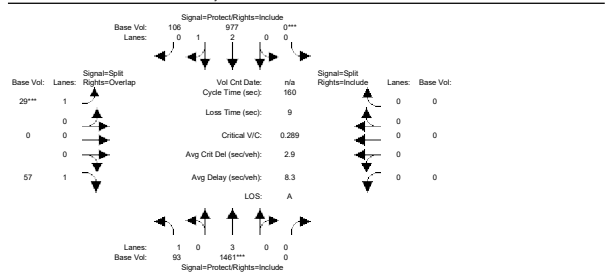 Signal=Protect/Rights=Include
Base Vol: 106 977 0***
Lanes: 0 1 2 0 0
Signal=Split Signal=Split
Base Vol: Lanes: Rights=Overlap Vol Cnt Date: n/a Rights=Include Lanes: Base Vol:
Cycle Time (sec): 160
29*** 1 0 0
Loss Time (sec): 9
0 0
0 0 Critical V/C: 0.289 0 0
0 Avg Crit Del (sec/veh): 2.9 0
57 1 Avg Delay (sec/veh): 8.3 0 0
LOS: A
Lanes: 1 0 3 0 0
Base Vol: 93 1461*** 0
Signal=Protect/Rights=Include